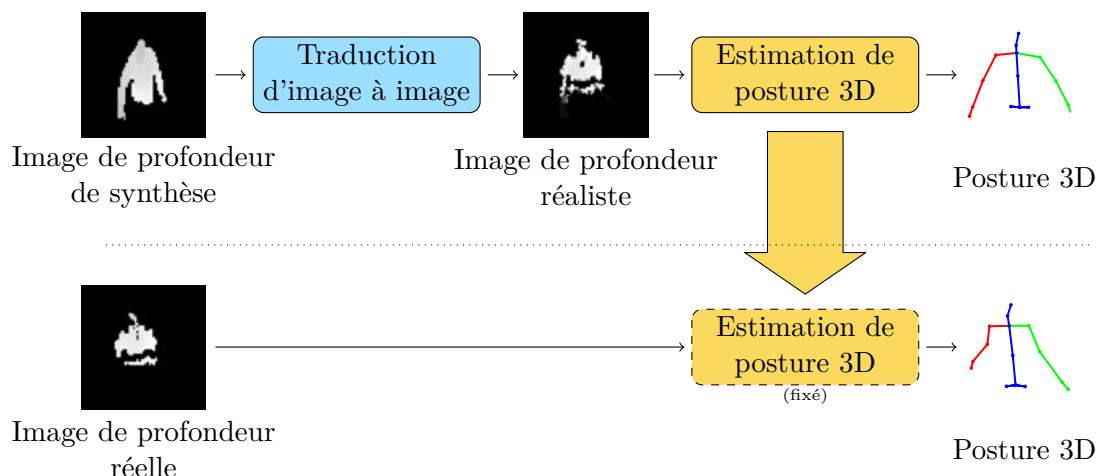 Traduction
d'image à image
Estimation de
posture 3D
Image de profondeur
de synthèse
Image de profondeur
réaliste
Posture 3D
Estimation de
posture 3D
(fixé)
Image de profondeur
réelle
Posture 3D